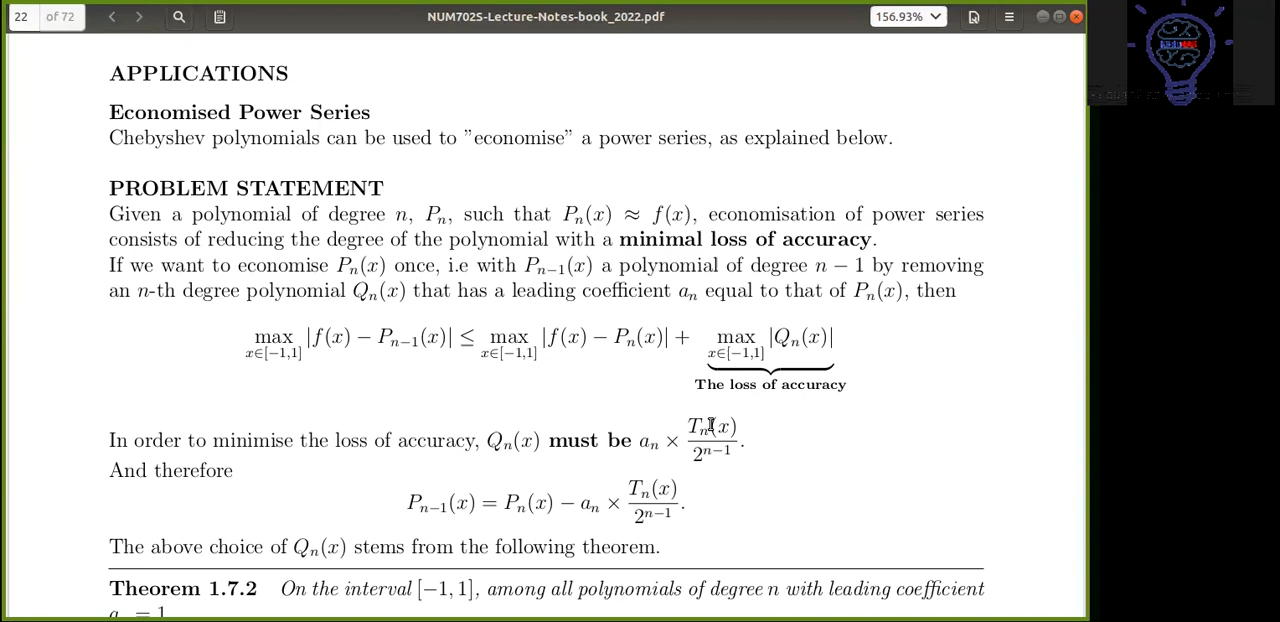 22 of 72
NUM702S-Lecture-Notes-book_2022.pdf
156.93%
APPLICATIONS
Economised Power Series
Chebyshev polynomials can be used to ”economise” a power series, as explained below.
PROBLEM STATEMENT
Given a polynomial of degree n, Pₙ, such that Pₙ(x) ≈ f(x), economisation of power series
consists of reducing the degree of the polynomial with a minimal loss of accuracy.
If we want to economise Pₙ(x) once, i.e with Pₙ₋₁(x) a polynomial of degree n − 1 by removing
an n-th degree polynomial Qₙ(x) that has a leading coefficient aₙ equal to that of Pₙ(x), then
max_{x∈[−1,1]} |f(x) − Pₙ₋₁(x)| ≤ max_{x∈[−1,1]} |f(x) − Pₙ(x)| + max_{x∈[−1,1]} |Qₙ(x)|
The loss of accuracy
In order to minimise the loss of accuracy, Qₙ(x) must be aₙ × Tₙ(x)/2ⁿ⁻¹.
And therefore
Pₙ₋₁(x) = Pₙ(x) − aₙ × Tₙ(x)/2ⁿ⁻¹.
The above choice of Qₙ(x) stems from the following theorem.
Theorem 1.7.2 On the interval [−1, 1], among all polynomials of degree n with leading coefficient